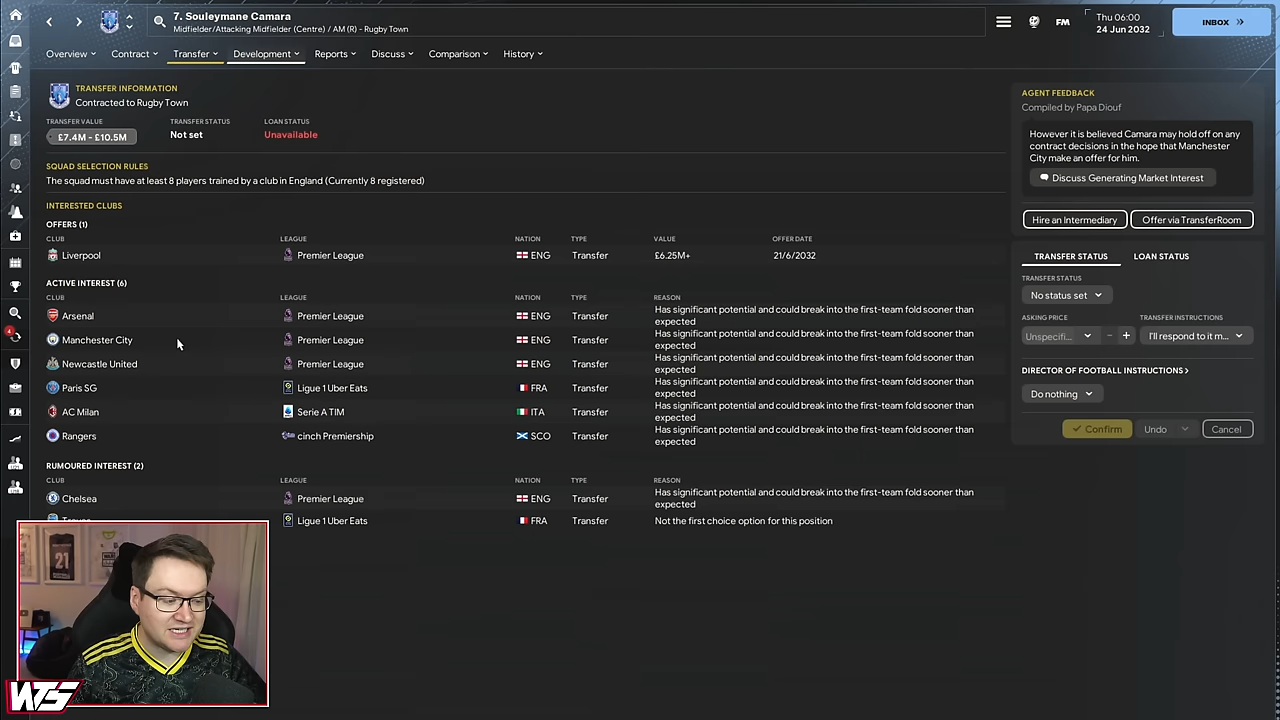 7. Souleymane Camara
Midfielder/Attacking Midfielder (Centre) / AM (R) - Rugby Town
FM
Thu 06:00
24 Jun 2032
INBOX
Overview
Contract
Transfer
Development
Reports
Discuss
Comparison
History
TRANSFER INFORMATION
Contracted to Rugby Town
TRANSFER VALUE TRANSFER STATUS LOAN STATUS
£7.4M - £10.5M Not set Unavailable
SQUAD SELECTION RULES
The squad must have at least 8 players trained by a club in England (Currently 8 registered)
INTERESTED CLUBS
OFFERS (1)
CLUB LEAGUE NATION TYPE VALUE OFFER DATE
Liverpool Premier League ENG Transfer £6.25M+ 21/6/2032
ACTIVE INTEREST (6)
CLUB LEAGUE NATION TYPE REASON
Arsenal Premier League ENG Transfer Has significant potential and could break into the first-team fold sooner than
expected
Manchester City Premier League ENG Transfer Has significant potential and could break into the first-team fold sooner than
expected
Newcastle United Premier League ENG Transfer Has significant potential and could break into the first-team fold sooner than
expected
Paris SG Ligue 1 Uber Eats FRA Transfer Has significant potential and could break into the first-team fold sooner than
expected
AC Milan Serie A TIM ITA Transfer Has significant potential and could break into the first-team fold sooner than
expected
Rangers cinch Premiership SCO Transfer Has significant potential and could break into the first-team fold sooner than
expected
RUMOURED INTEREST (2)
CLUB LEAGUE NATION TYPE REASON
Chelsea Premier League ENG Transfer Has significant potential and could break into the first-team fold sooner than
expected
Ligue 1 Uber Eats FRA Transfer Not the first choice option for this position
AGENT FEEDBACK
Compiled by Papa Diouf
However it is believed Camara may hold off on any
contract decisions in the hope that Manchester
City make an offer for him.
Discuss Generating Market Interest
Hire an Intermediary Offer via TransferRoom
TRANSFER STATUS LOAN STATUS
TRANSFER STATUS
No status set
ASKING PRICE TRANSFER INSTRUCTIONS
Unspecifi... - + I'll respond to it m...
DIRECTOR OF FOOTBALL INSTRUCTIONS >
Do nothing
Confirm Undo Cancel
21
WTS